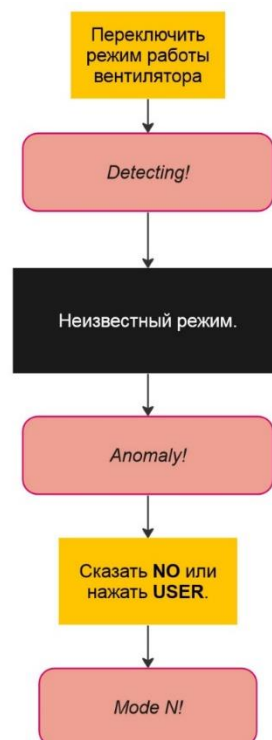 Переключить
режим работы
вентилятора
Detecting!
Неизвестный режим.
Anomaly!
Сказать NO или
нажать USER.
Mode N!